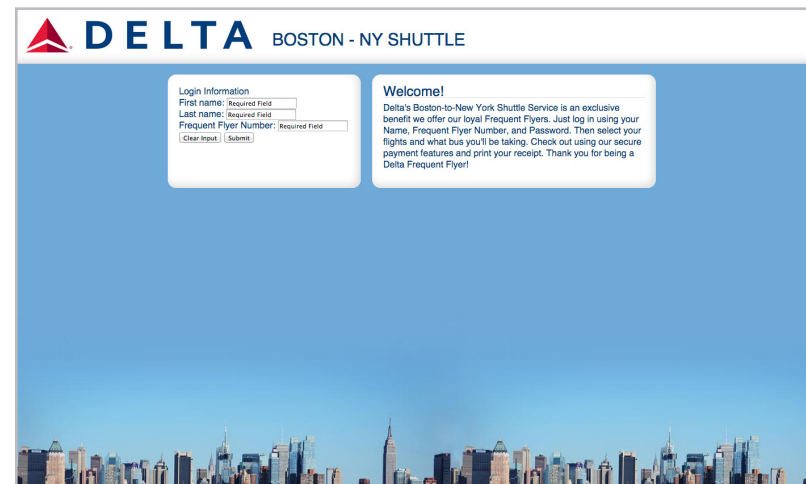 DELTA BOSTON - NY SHUTTLE
Login Information
First name: Required Field
Last name: Required Field
Frequent Flyer Number: Required Field
Clear Input Submit
Welcome!
Delta's Boston-to-New York Shuttle Service is an exclusive
benefit we offer our loyal Frequent Flyers. Just log in using your
Name, Frequent Flyer Number, and Password. Then select your
flights and what bus you'll be taking. Check out using our secure
payment features and print your receipt. Thank you for being a
Delta Frequent Flyer!